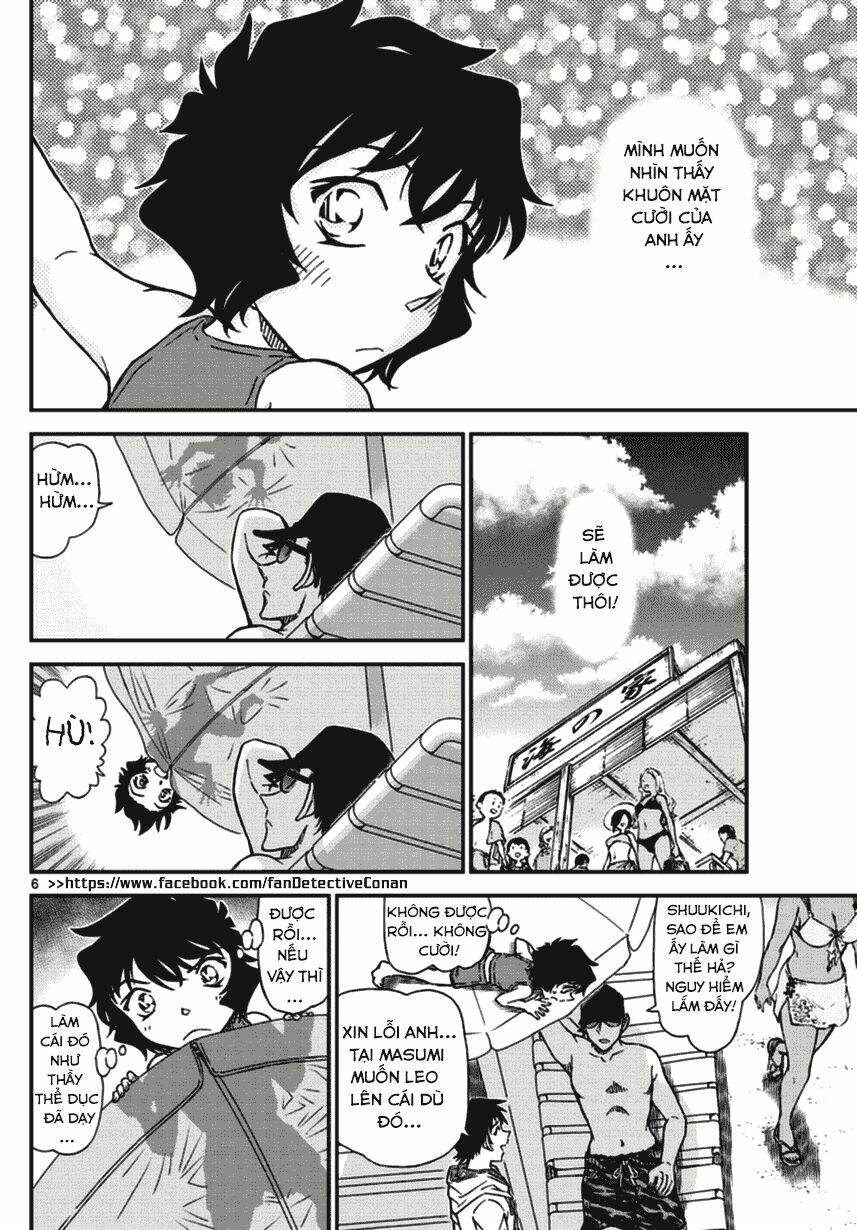 MÌNH MUỐN
NHÌN THẤY
KHUÔN MẶT
CƯỜI CỦA
ANH ẤY
...
HỪM...
HỪM...
SẼ
LÀM
ĐƯỢC
THÔI!
海の家
HÙ!
6 >>https://www.facebook.com/fanDetectiveConan
ĐƯỢC
RỒI...
NẾU
VẬY THÌ
...
LÀM
CÁI ĐÓ
NHƯ
THẦY
THỂ DỤC
ĐÃ DẠY
...
KHÔNG ĐƯỢC
RỒI... KHÔNG
CƯỜI!
SHUUKICHI,
SAO ĐỂ EM
ẤY LÀM GÌ
THẾ HẢ?
NGUY HIỂM
LẮM ĐẤY!
XIN LỖI ANH...
TẠI MASUMI
MUỐN LEO
LÊN CÁI DÙ
ĐÓ...